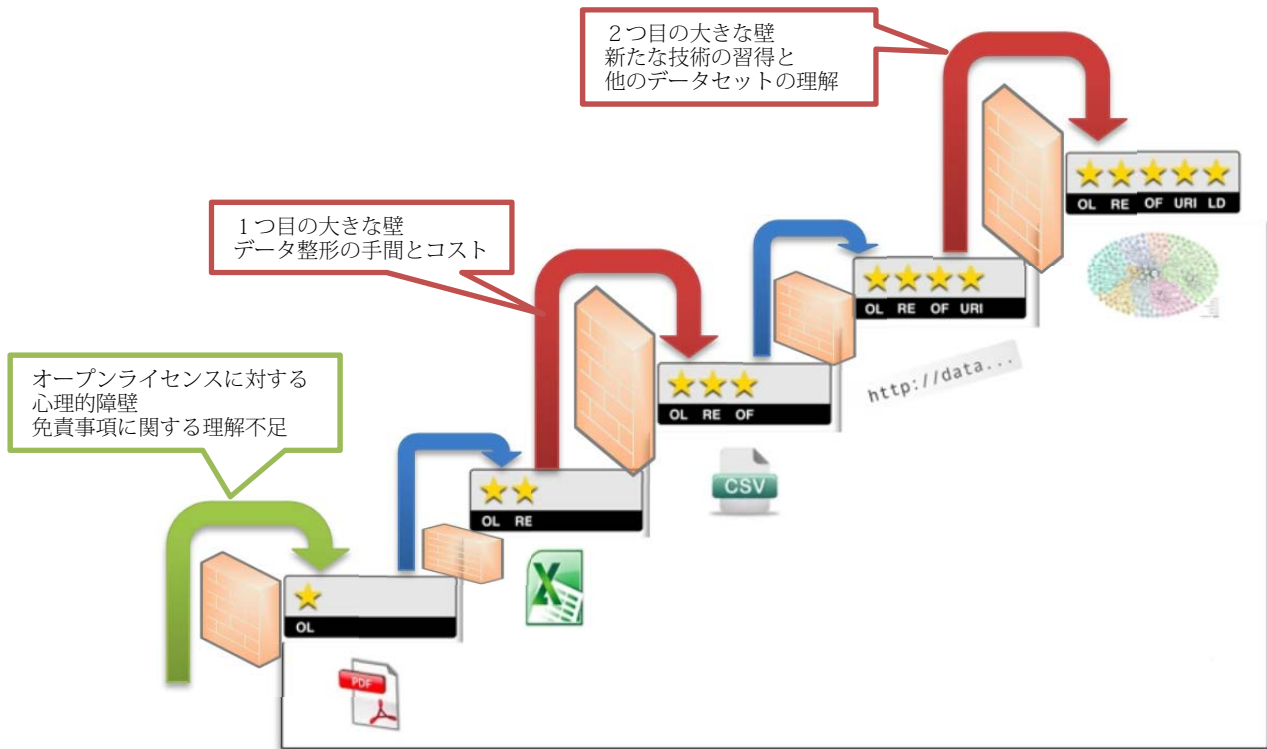 ２つ目の大きな壁
新たな技術の習得と
他のデータセットの理解
OL RE OF URI LD
１つ目の大きな壁
データ整形の手間とコスト
OL RE OF URI
http://data...
オープンライセンスに対する
心理的障壁
免責事項に関する理解不足
OL RE OF
CSV
OL RE
OL
PDF